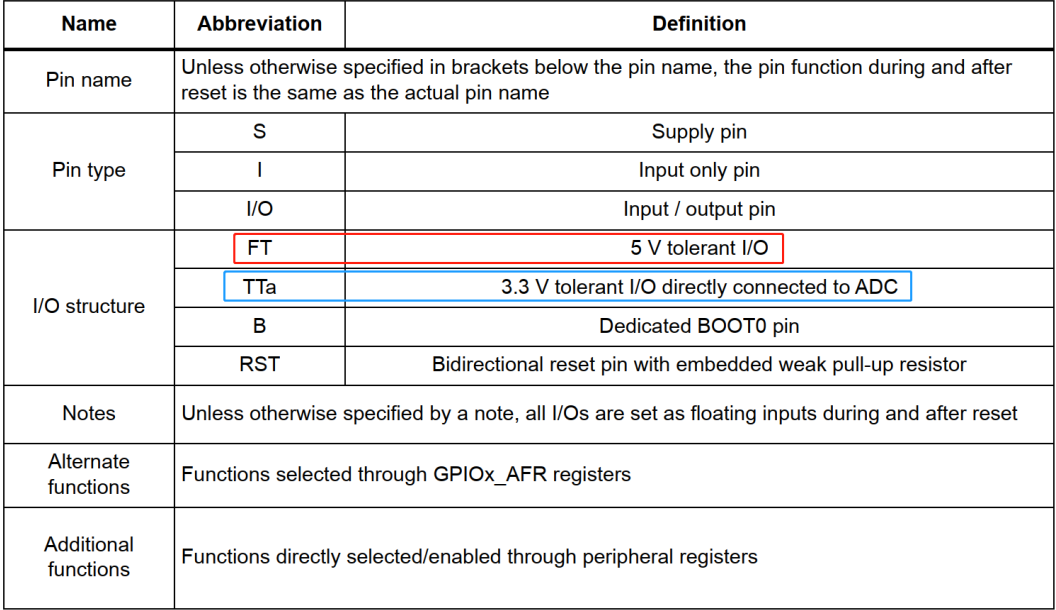 Name Abbreviation Definition
Pin name
Unless otherwise specified in brackets below the pin name, the pin function during and after
reset is the same as the actual pin name
Pin type
S Supply pin
I Input only pin
I/O Input / output pin
I/O structure
FT 5 V tolerant I/O
TTa 3.3 V tolerant I/O directly connected to ADC
B Dedicated BOOT0 pin
RST Bidirectional reset pin with embedded weak pull-up resistor
Notes Unless otherwise specified by a note, all I/Os are set as floating inputs during and after reset
Alternate
functions
Functions selected through GPIOx_AFR registers
Additional
functions
Functions directly selected/enabled through peripheral registers